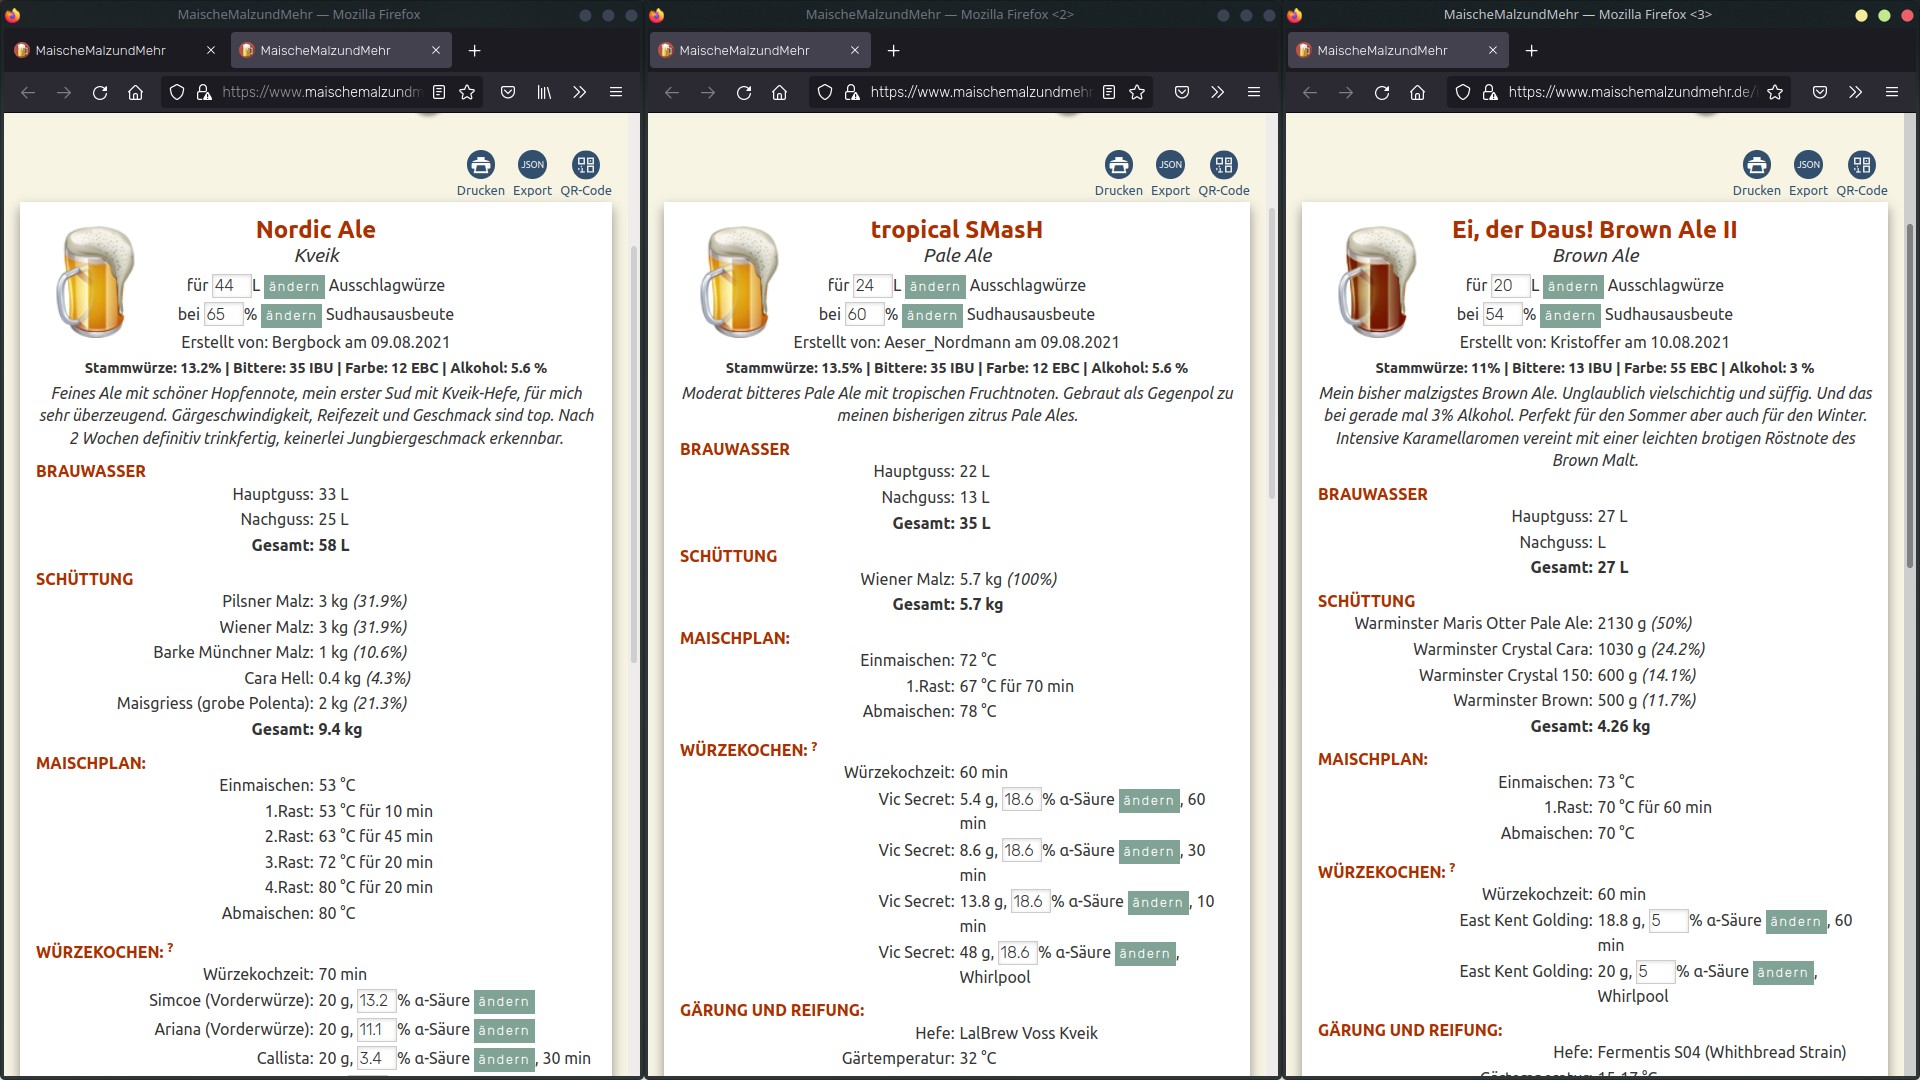 MaischeMalzundMehr — Mozilla Firefox
MaischeMalzundMehr
MaischeMalzundMehr
https://www.maischemalzundm
Drucken
JSON
Export
QR-Code
Nordic Ale
Kveik
für 44 L ändern Ausschlagwürze
bei 65 % ändern Sudhausausbeute
Erstellt von: Bergbock am 09.08.2021
Stammwürze: 13.2% | Bittere: 35 IBU | Farbe: 12 EBC | Alkohol: 5.6 %
Feines Ale mit schöner Hopfennote, mein erster Sud mit Kveik-Hefe, für mich
sehr überzeugend. Gärgeschwindigkeit, Reifezeit und Geschmack sind top. Nach
2 Wochen definitiv trinkfertig, keinerlei Jungbiergeschmack erkennbar.
BRAUWASSER
Hauptguss: 33 L
Nachguss: 25 L
Gesamt: 58 L
SCHÜTTUNG
Pilsner Malz: 3 kg (31.9%)
Wiener Malz: 3 kg (31.9%)
Barke Münchner Malz: 1 kg (10.6%)
Cara Hell: 0.4 kg (4.3%)
Maisgriess (grobe Polenta): 2 kg (21.3%)
Gesamt: 9.4 kg
MAISCHPLAN:
Einmaischen: 53 °C
1.Rast: 53 °C für 10 min
2.Rast: 63 °C für 45 min
3.Rast: 72 °C für 20 min
4.Rast: 80 °C für 20 min
Abmaischen: 80 °C
WÜRZEKOCHEN: ?
Würzekochzeit: 70 min
Simcoe (Vorderwürze): 20 g, 13.2 % α-Säure ändern
Ariana (Vorderwürze): 20 g, 11.1 % α-Säure ändern
Callista: 20 g, 3.4 % α-Säure ändern , 30 min
MaischeMalzundMehr — Mozilla Firefox <2>
MaischeMalzundMehr
https://www.maischemalzundmehr
Drucken
JSON
Export
QR-Code
tropical SMasH
Pale Ale
für 24 L ändern Ausschlagwürze
bei 60 % ändern Sudhausausbeute
Erstellt von: Aeser_Nordmann am 09.08.2021
Stammwürze: 13.5% | Bittere: 35 IBU | Farbe: 12 EBC | Alkohol: 5.6 %
Moderat bitteres Pale Ale mit tropischen Fruchtnoten. Gebraut als Gegenpol zu
meinen bisherigen zitrus Pale Ales.
BRAUWASSER
Hauptguss: 22 L
Nachguss: 13 L
Gesamt: 35 L
SCHÜTTUNG
Wiener Malz: 5.7 kg (100%)
Gesamt: 5.7 kg
MAISCHPLAN:
Einmaischen: 72 °C
1.Rast: 67 °C für 70 min
Abmaischen: 78 °C
WÜRZEKOCHEN: ?
Würzekochzeit: 60 min
Vic Secret: 5.4 g, 18.6 % α-Säure ändern , 60
min
Vic Secret: 8.6 g, 18.6 % α-Säure ändern , 30
min
Vic Secret: 13.8 g, 18.6 % α-Säure ändern , 10
min
Vic Secret: 48 g, 18.6 % α-Säure ändern ,
Whirlpool
GÄRUNG UND REIFUNG:
Hefe: LalBrew Voss Kveik
Gärtemperatur: 32 °C
MaischeMalzundMehr — Mozilla Firefox <3>
MaischeMalzundMehr
https://www.maischemalzundmehr.de/
Drucken
JSON
Export
QR-Code
Ei, der Daus! Brown Ale II
Brown Ale
für 20 L ändern Ausschlagwürze
bei 54 % ändern Sudhausausbeute
Erstellt von: Kristoffer am 10.08.2021
Stammwürze: 11% | Bittere: 13 IBU | Farbe: 55 EBC | Alkohol: 3 %
Mein bisher malzigstes Brown Ale. Unglaublich vielschichtig und süffig. Und das
bei gerade mal 3% Alkohol. Perfekt für den Sommer aber auch für den Winter.
Intensive Karamellaromen vereint mit einer leichten brotigen Röstnote des
Brown Malt.
BRAUWASSER
Hauptguss: 27 L
Nachguss: L
Gesamt: 27 L
SCHÜTTUNG
Warminster Maris Otter Pale Ale: 2130 g (50%)
Warminster Crystal Cara: 1030 g (24.2%)
Warminster Crystal 150: 600 g (14.1%)
Warminster Brown: 500 g (11.7%)
Gesamt: 4.26 kg
MAISCHPLAN:
Einmaischen: 73 °C
1.Rast: 70 °C für 60 min
Abmaischen: 70 °C
WÜRZEKOCHEN: ?
Würzekochzeit: 60 min
East Kent Golding: 18.8 g, 5 % α-Säure ändern , 60
min
East Kent Golding: 20 g, 5 % α-Säure ändern ,
Whirlpool
GÄRUNG UND REIFUNG:
Hefe: Fermentis S04 (Whithbread Strain)
Gärtemperatur: 15-17 °C